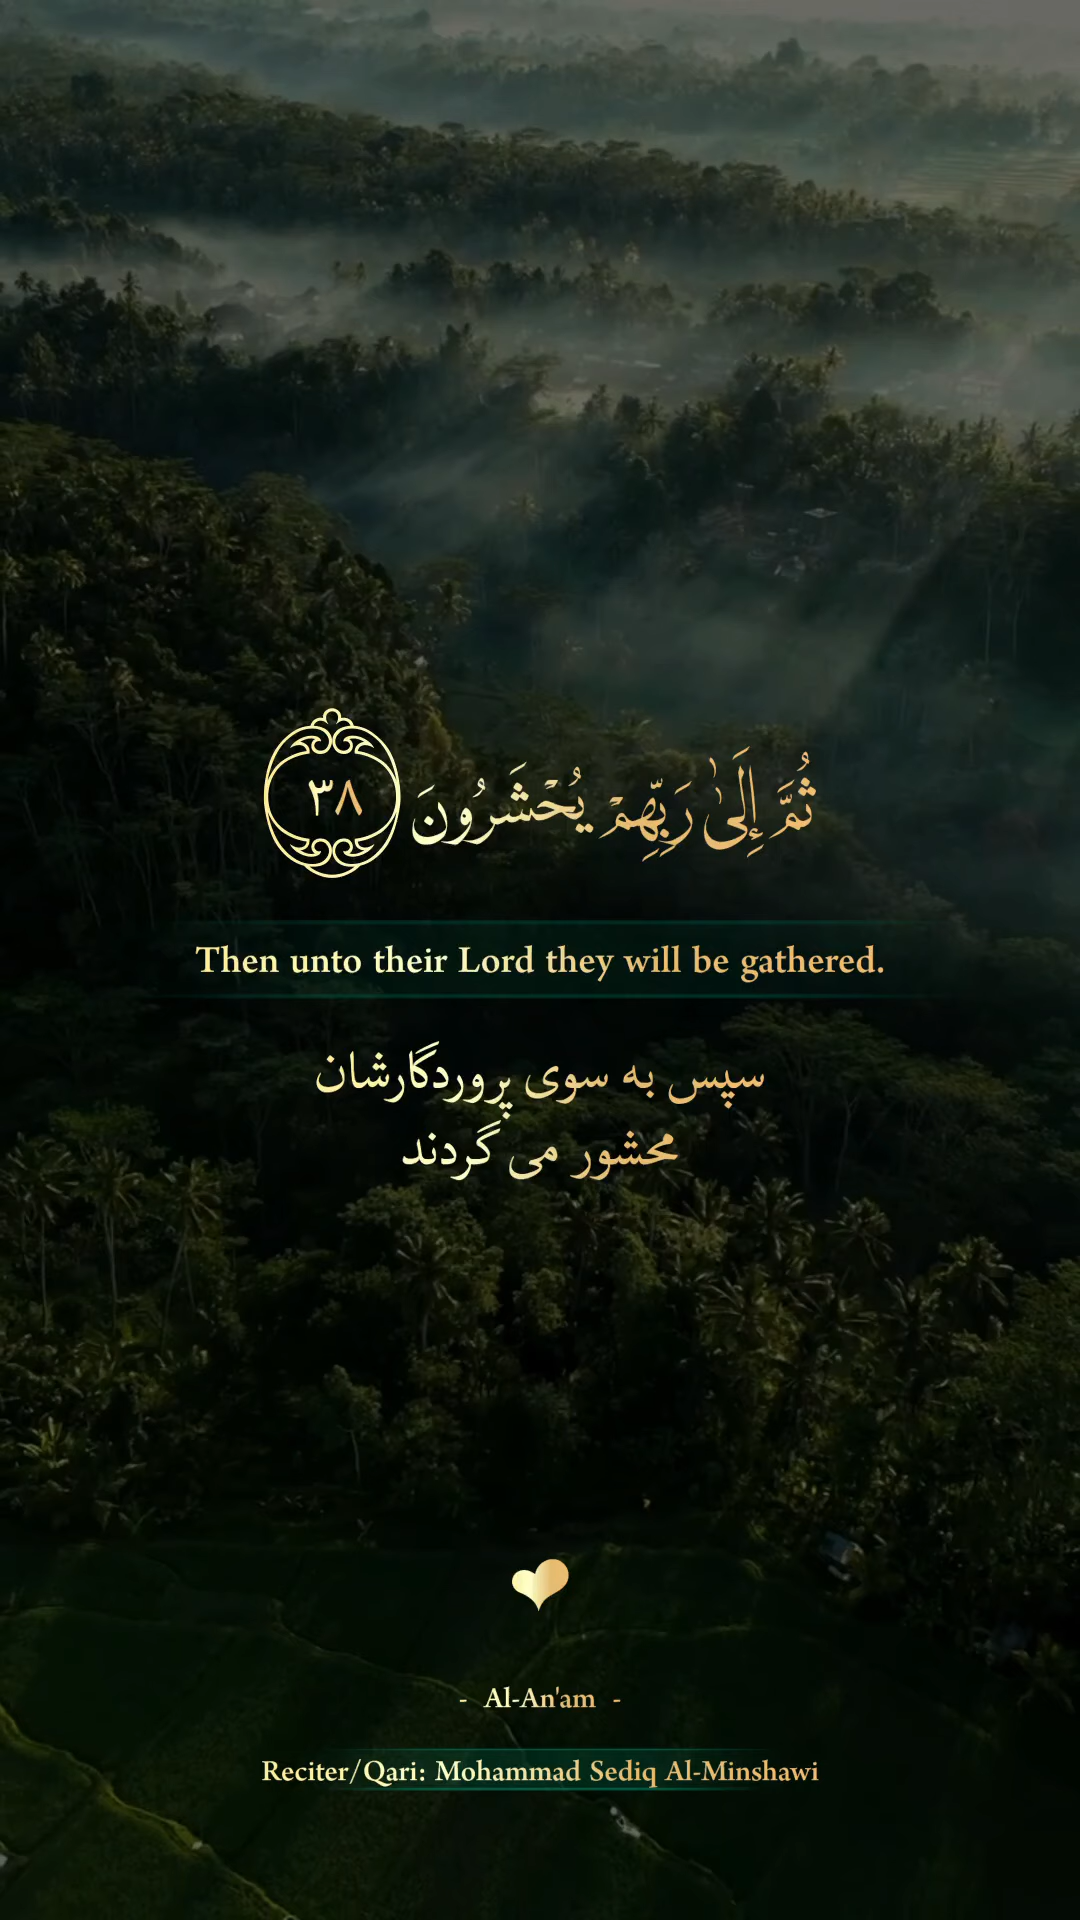 ثُمَّ إِلَىٰ رَبِّهِمْ يُحْشَرُونَ ٣٨
Then unto their Lord they will be gathered.
سپس به سوی پروردگارشان
محشور می گردند
- Al-An'am -
Reciter/Qari: Mohammad Sediq Al-Minshawi